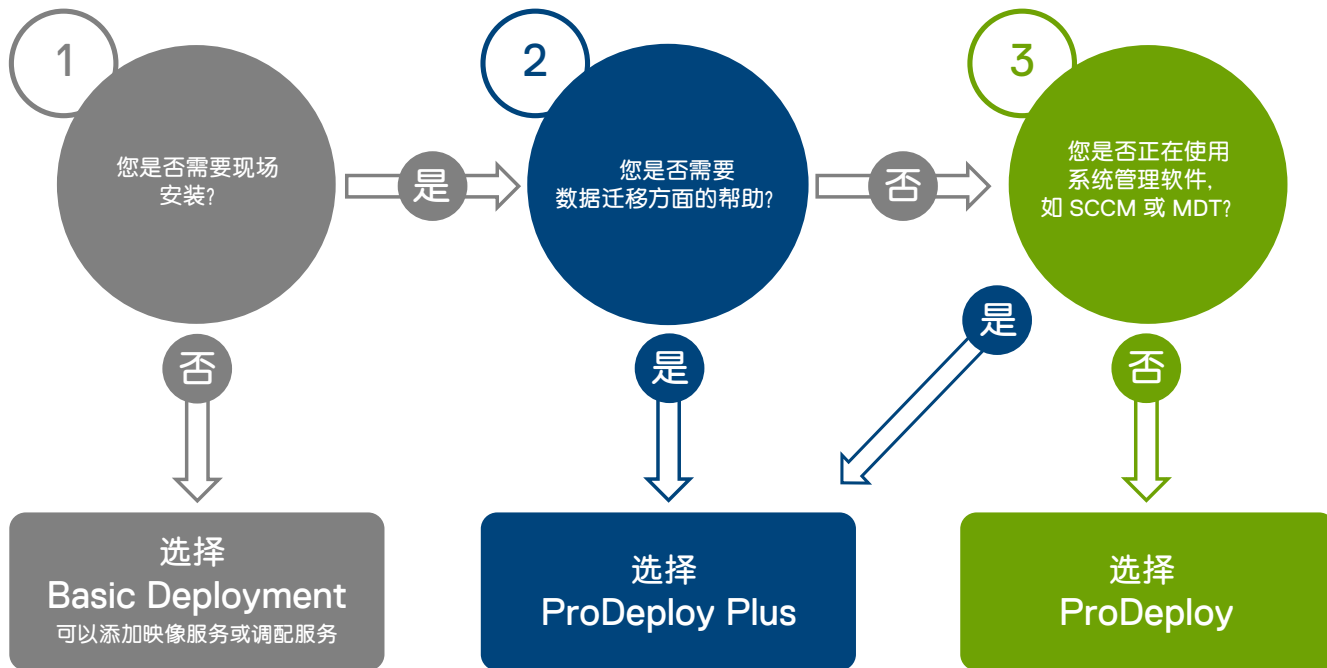 1
您是否需要现场
安装?
是
2
您是否需要
数据迁移方面的帮助?
否
3
您是否正在使用
系统管理软件,
如 SCCM 或 MDT?
否
是
是
否
选择
Basic Deployment
可以添加映像服务或调配服务
选择
ProDeploy Plus
选择
ProDeploy